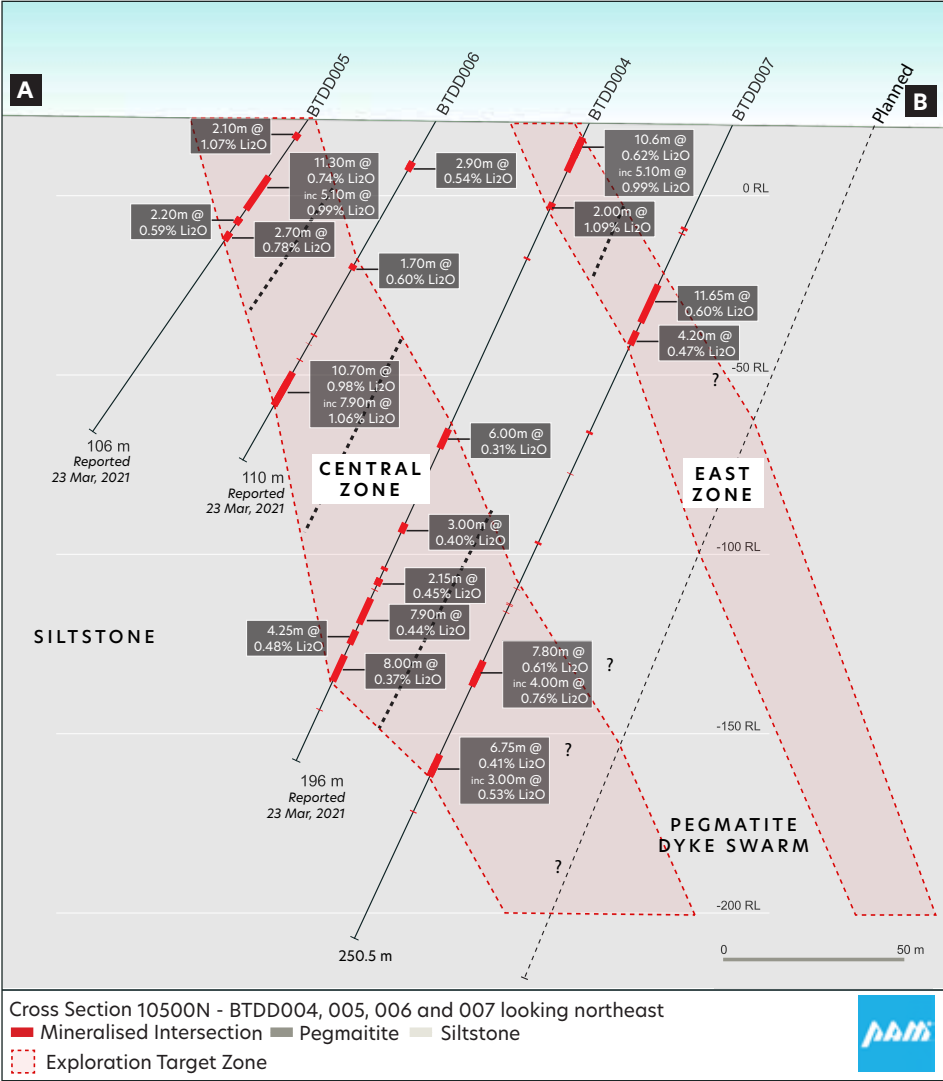 A
BTDD005
BTDD006
BTDD004
BTDD007
Planned
B
2.10m @
1.07% Li2O
11.30m @
0.74% Li2O
inc 5.10m @
0.99% Li2O
2.20m @
0.59% Li2O
2.70m @
0.78% Li2O
2.90m @
0.54% Li2O
1.70m @
0.60% Li2O
10.6m @
0.62% Li2O
inc 5.10m @
0.99% Li2O
2.00m @
1.09% Li2O
0 RL
11.65m @
0.60% Li2O
4.20m @
0.47% Li2O
-50 RL
?
10.70m @
0.98% Li2O
inc 7.90m @
1.06% Li2O
106 m
Reported
23 Mar, 2021
110 m
Reported
23 Mar, 2021
CENTRAL
ZONE
6.00m @
0.31% Li2O
EAST
ZONE
3.00m @
0.40% Li2O
-100 RL
2.15m @
0.45% Li2O
7.90m @
0.44% Li2O
4.25m @
0.48% Li2O
8.00m @
0.37% Li2O
SILTSTONE
7.80m @
0.61% Li2O
inc 4.00m @
0.76% Li2O
?
-150 RL
6.75m @
0.41% Li2O
inc 3.00m @
0.53% Li2O
?
196 m
Reported
23 Mar, 2021
PEGMATITE
DYKE SWARM
?
-200 RL
250.5 m
0
50 m
Cross Section 10500N - BTDD004, 005, 006 and 007 looking northeast
Mineralised Intersection
Pegmaitite
Siltstone
Exploration Target Zone
pam